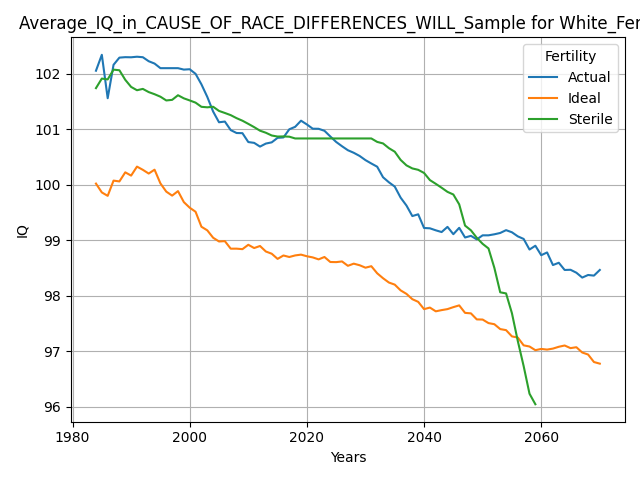 Average_IQ_in_CAUSE_OF_RACE_DIFFERENCES_WILL_Sample for White_Fer
Fertility
Actual
Ideal
Sterile
102
101
100
99
98
97
96
IQ
1980
2000
2020
2040
2060
Years